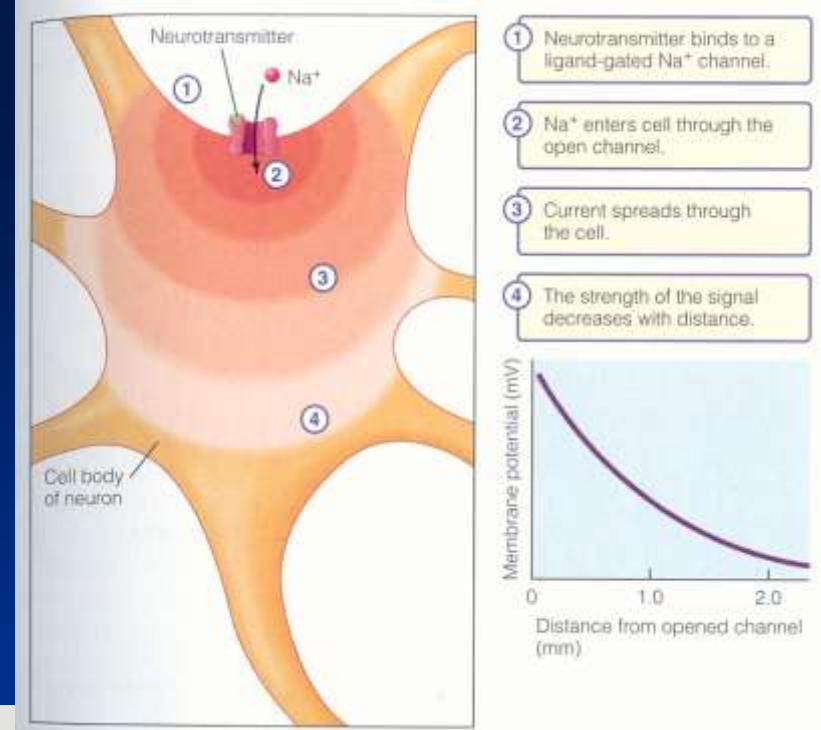 Neurotransmitter
Na⁺
1
2
3
4
Cell body
of neuron
1 Neurotransmitter binds to a
ligand-gated Na⁺ channel.
2 Na⁺ enters cell through the
open channel.
3 Current spreads through
the cell.
4 The strength of the signal
decreases with distance.
Membrane potential (mV)
0 1.0 2.0
Distance from opened channel
(mm)